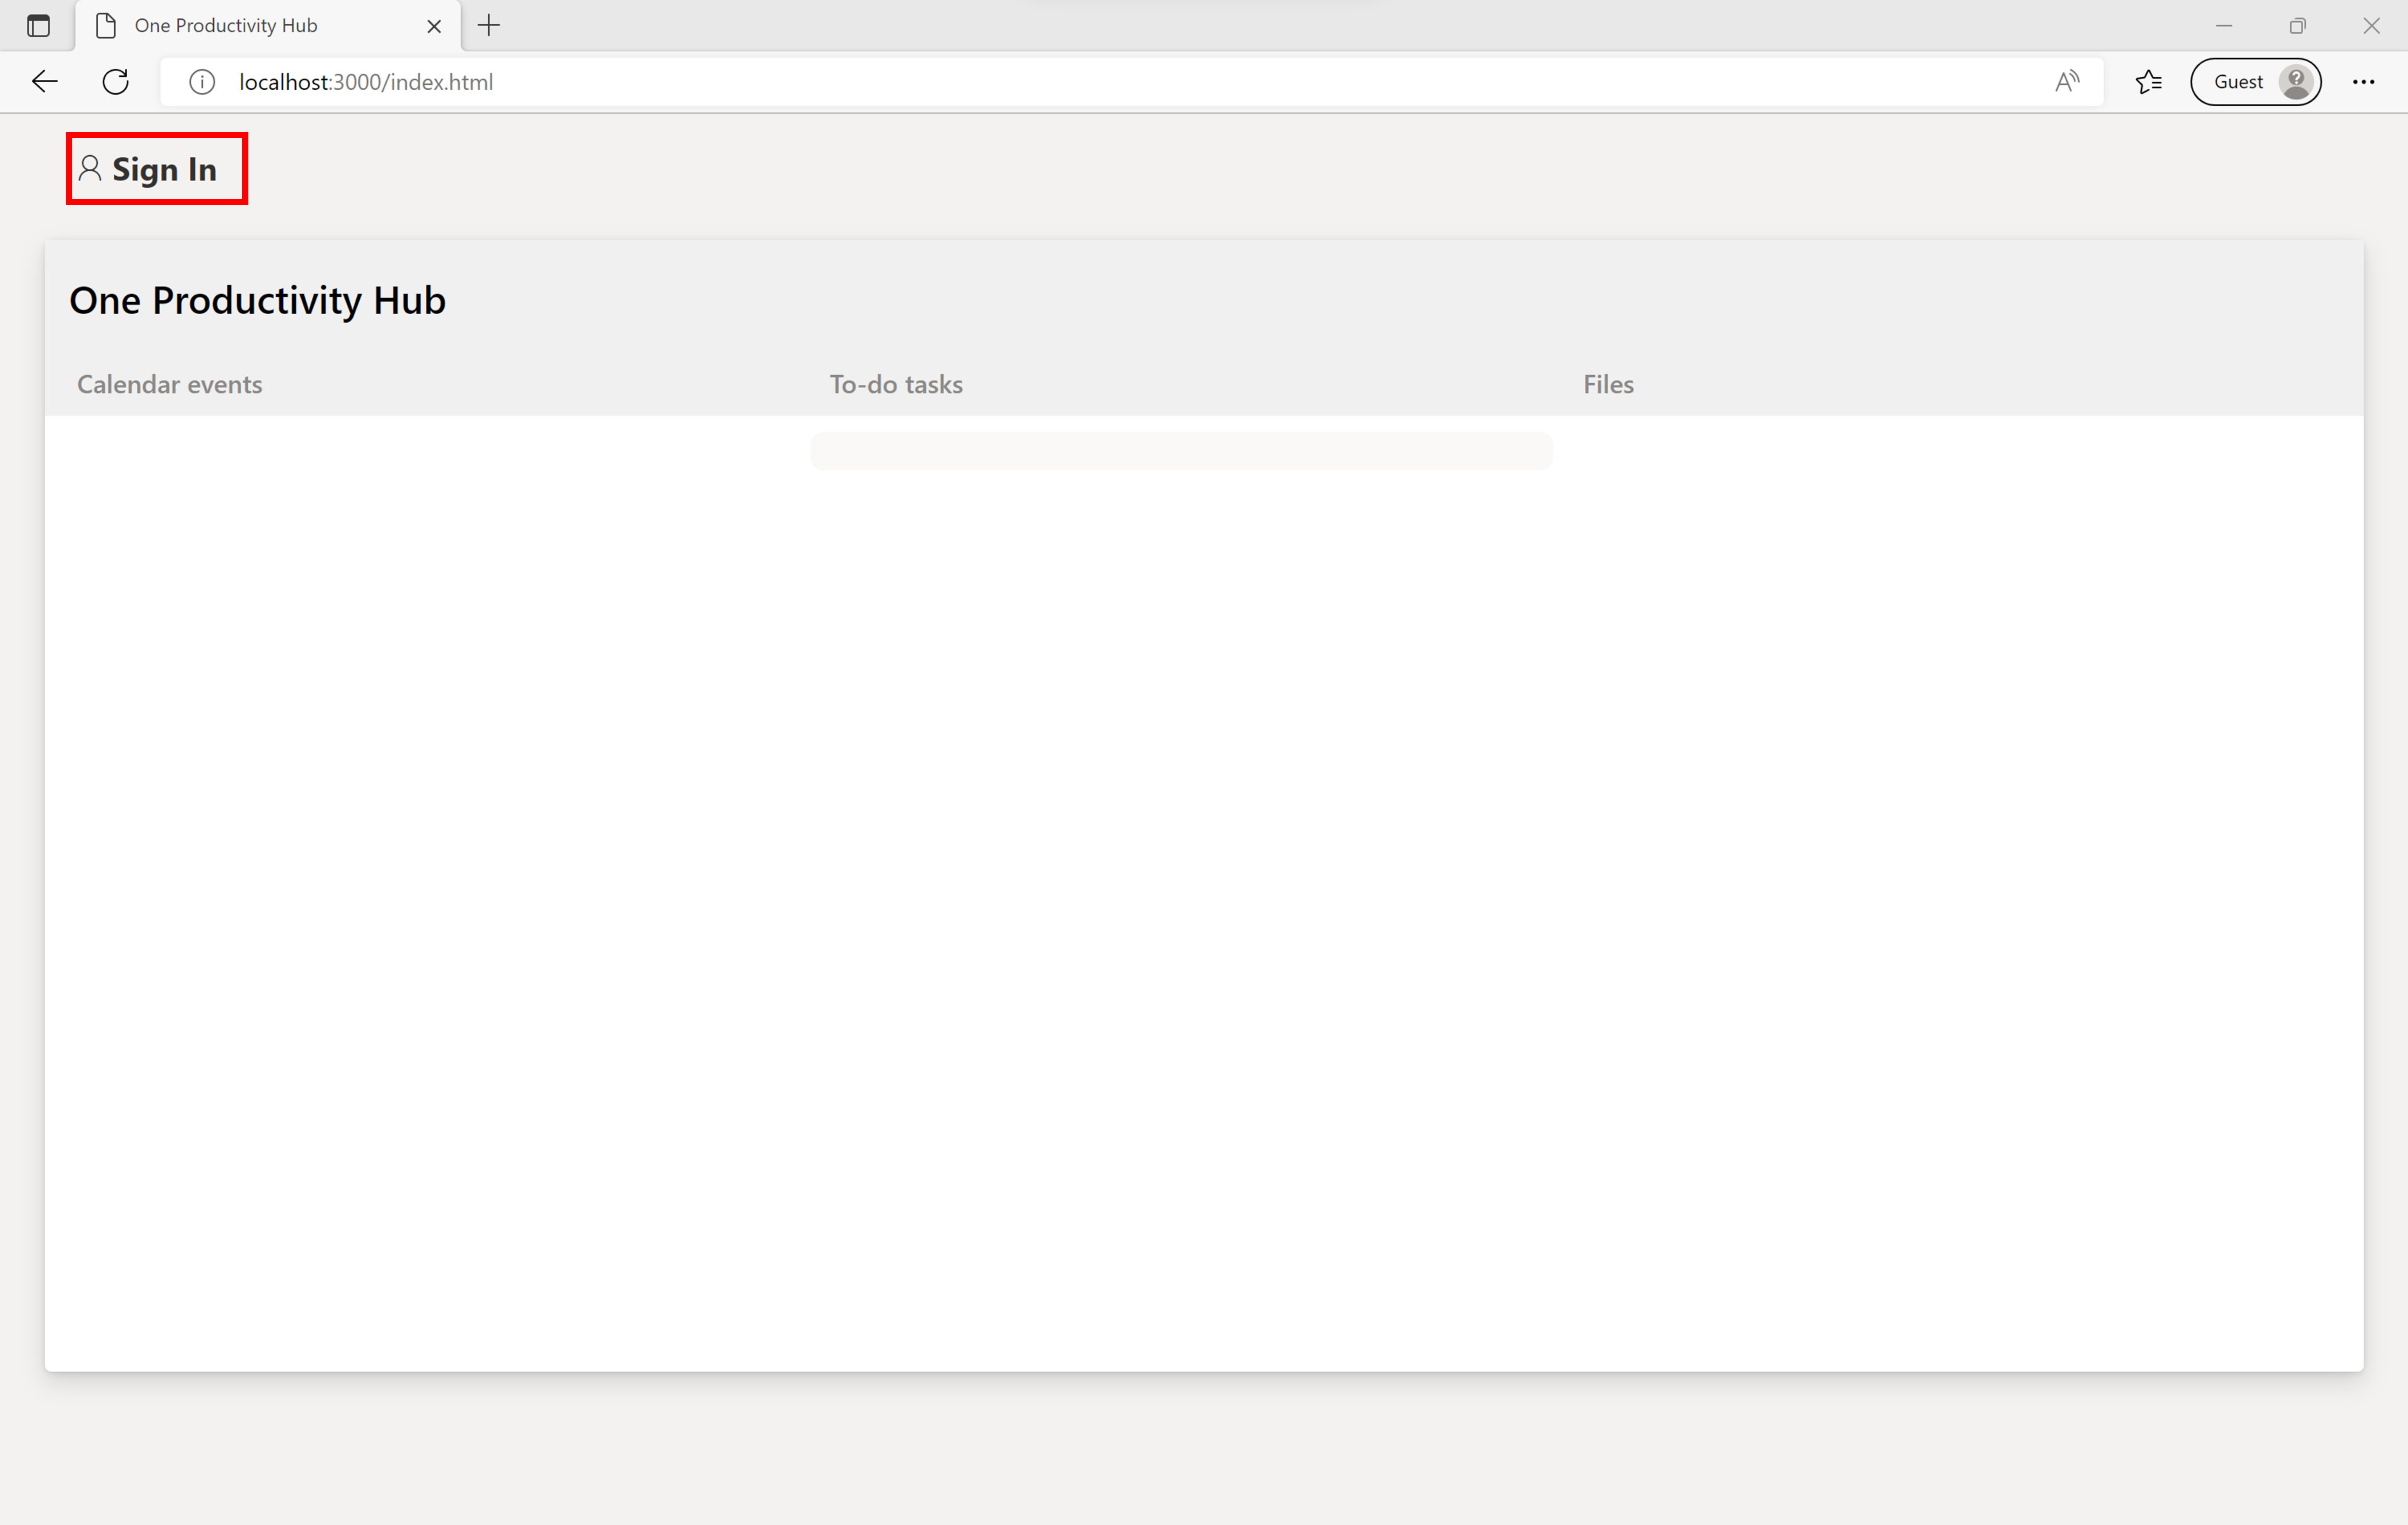 One Productivity Hub
localhost:3000/index.html
Guest
Sign In
One Productivity Hub
Calendar events
To-do tasks
Files